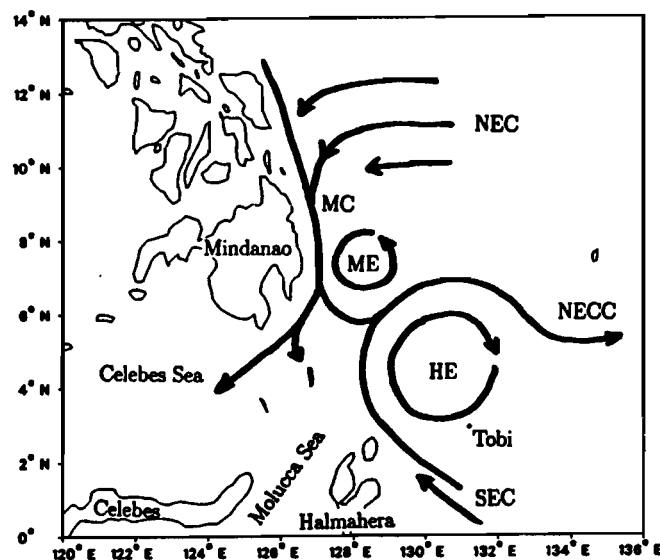 14° N
12° N
10° N
8° N
6° N
4° N
2° N
0°
120° E
122° E
124° E
126° E
128° E
130° E
132° E
134° E
136° E
NEC
MC
Mindanao
ME
NECC
Celebes Sea
HE
Tobi
Molucca Sea
SEC
Celebes
Halmahera